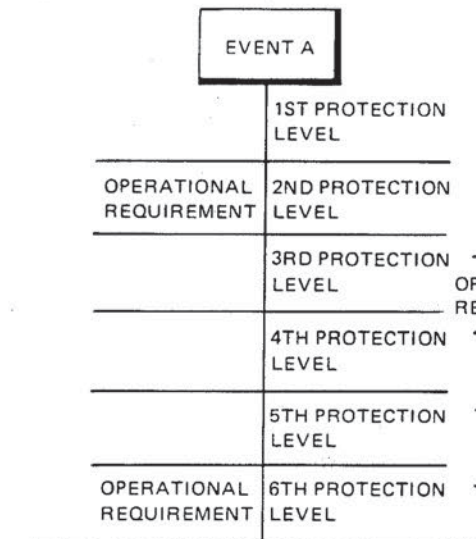 EVENT A
1ST PROTECTION
LEVEL
OPERATIONAL
REQUIREMENT
2ND PROTECTION
LEVEL
3RD PROTECTION
LEVEL
4TH PROTECTION
LEVEL
5TH PROTECTION
LEVEL
OPERATIONAL
REQUIREMENT
6TH PROTECTION
LEVEL